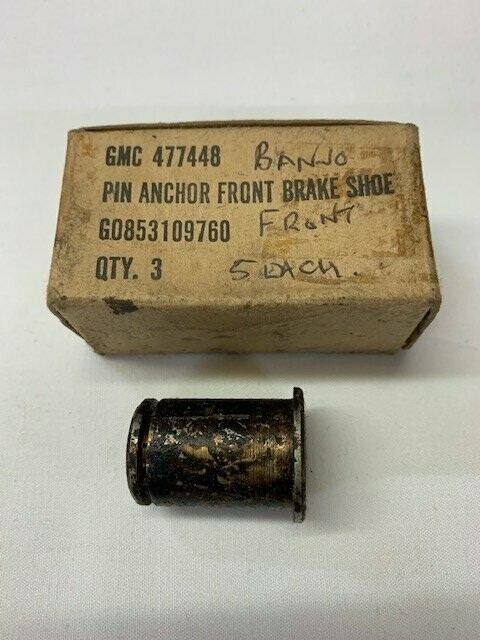 GMC 477448 BANJO
PIN ANCHOR FRONT BRAKE SHOE
G0853109760 FRONT
QTY. 3 5 EACH.